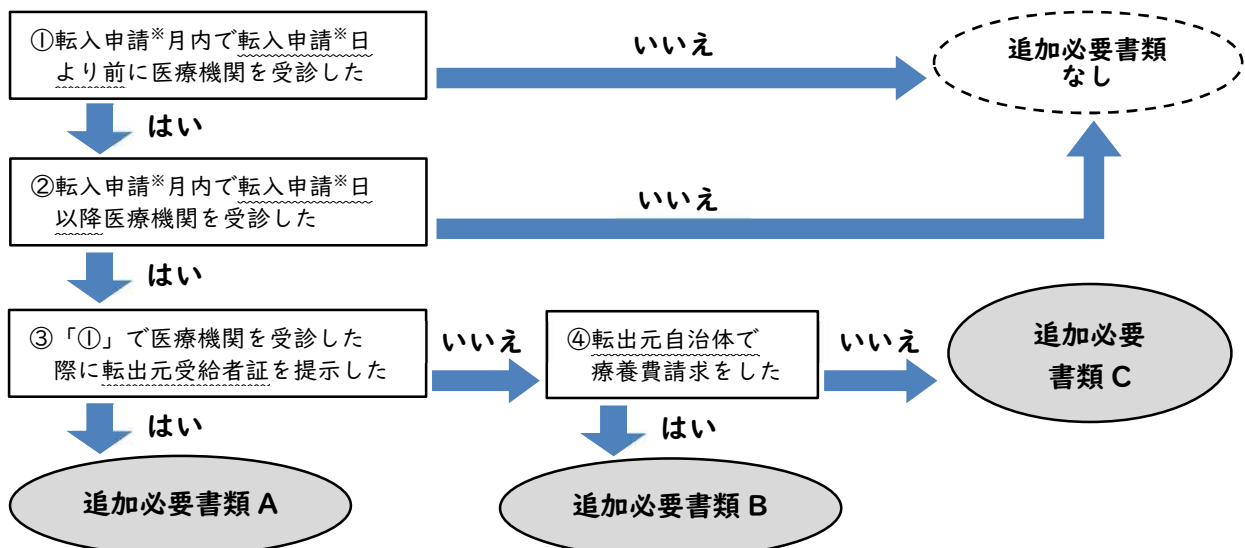 ①転入申請※月内で転入申請※日
より前に医療機関を受診した
いいえ
追加必要書類
なし
はい
②転入申請※月内で転入申請※日
以降医療機関を受診した
いいえ
はい
③「①」で医療機関を受診した
際に転出元受給者証を提示した
いいえ
④転出元自治体で
療養費請求をした
いいえ
追加必要
書類 C
はい
はい
追加必要書類 A
追加必要書類 B